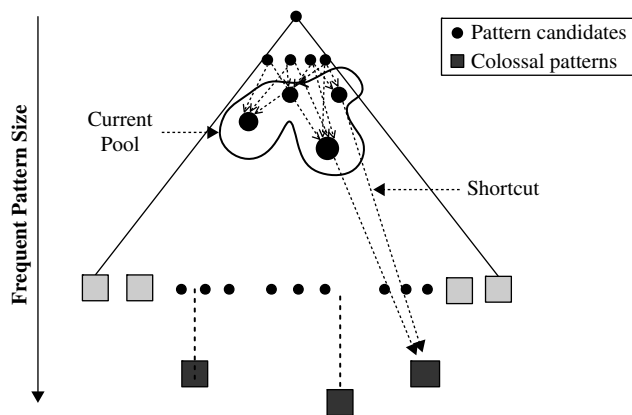 Pattern candidates
Colossal patterns
Current
Pool
Shortcut
Frequent Pattern Size